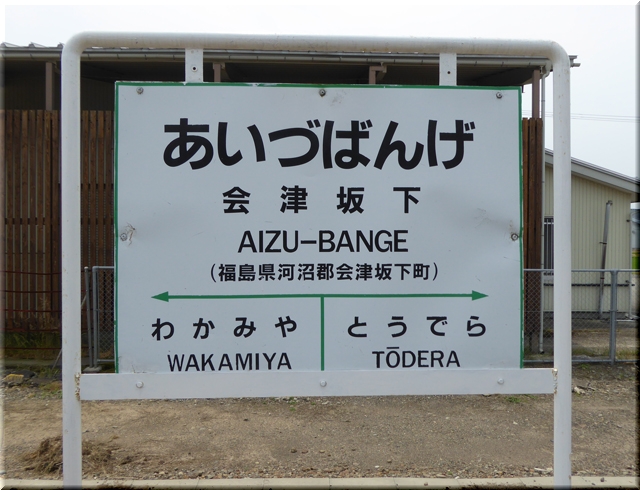 あいづばんげ
会津坂下
AIZU-BANGE
(福島県河沼郡会津坂下町)
わかみや とうでら
WAKAMIYA TŌDERA